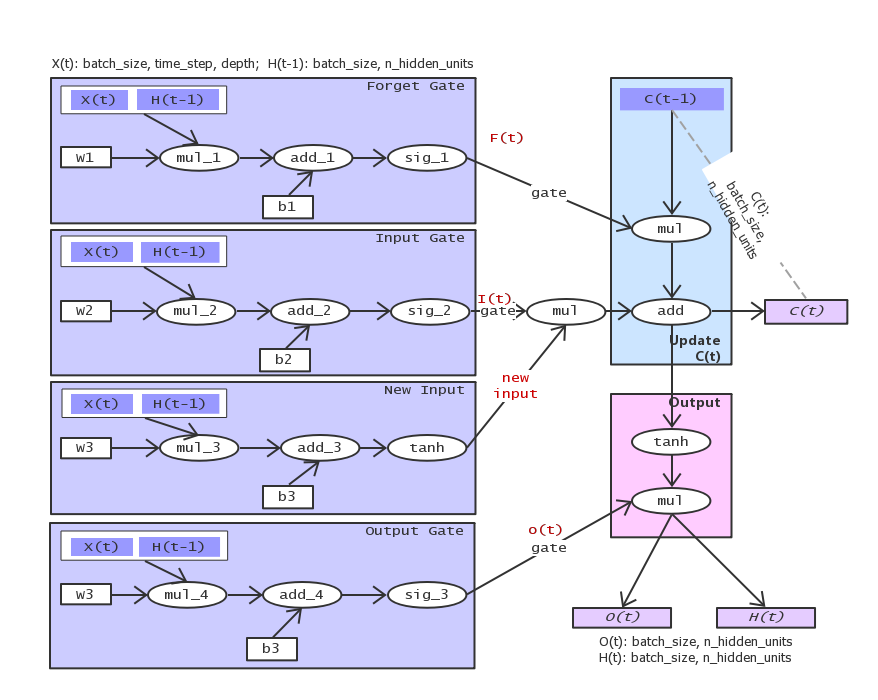 X(t): batch_size, time_step, depth;  H(t-1): batch_size, n_hidden_units
Forget Gate
X(t) H(t-1)
w1 mul_1 add_1 sig_1
b1
F(t)
gate
Input Gate
X(t) H(t-1)
w2 mul_2 add_2 sig_2
b2
I(t)
gate
mul
New Input
X(t) H(t-1)
w3 mul_3 add_3 tanh
b3
new
input
Output Gate
X(t) H(t-1)
w3 mul_4 add_4 sig_3
b3
o(t)
gate
C(t-1)
mul
add
Update
C(t)
C(t):
batch_size,
n_hidden_units
C(t)
Output
tanh
mul
O(t) H(t)
O(t): batch_size, n_hidden_units
H(t): batch_size, n_hidden_units